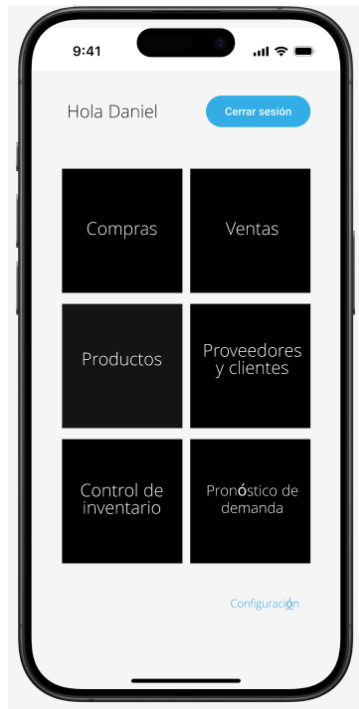 9:41
Hola Daniel
Cerrar sesión
Compras
Ventas
Productos
Proveedores
y clientes
Control de
inventario
Pronóstico de
demanda
Configuración